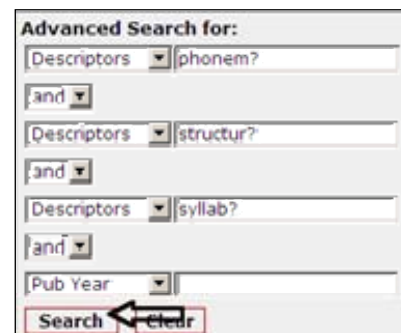 Advanced Search for:
Descriptors phonem?
and
Descriptors structur?
and
Descriptors syllab?
and
Pub Year
Search Clear